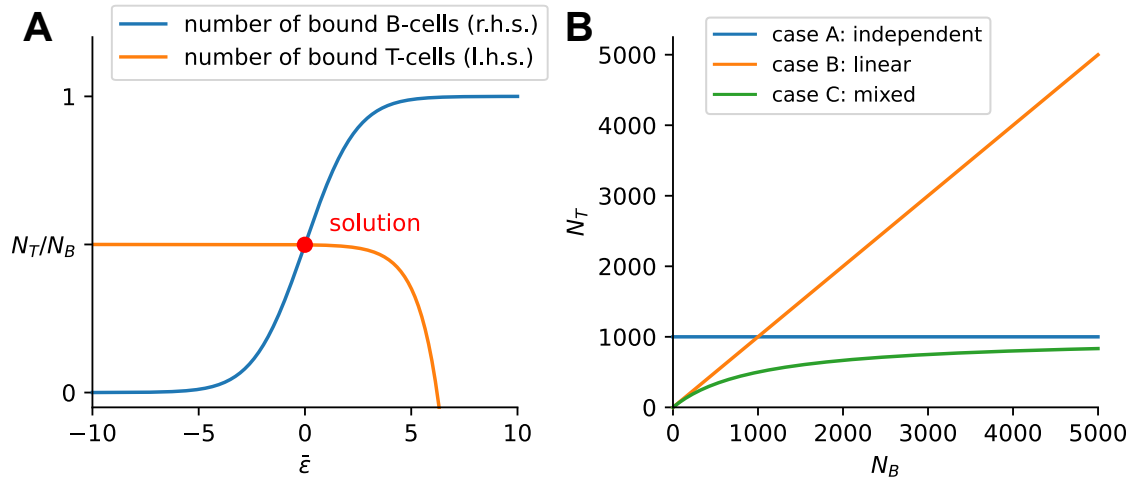 A
number of bound B-cells (r.h.s.)
number of bound T-cells (l.h.s.)
1
N_T/N_B
0
solution
−10
−5
0
5
10
ε̄
B
case A: independent
case B: linear
case C: mixed
5000
4000
3000
2000
1000
0
N_T
0
1000
2000
3000
4000
5000
N_B